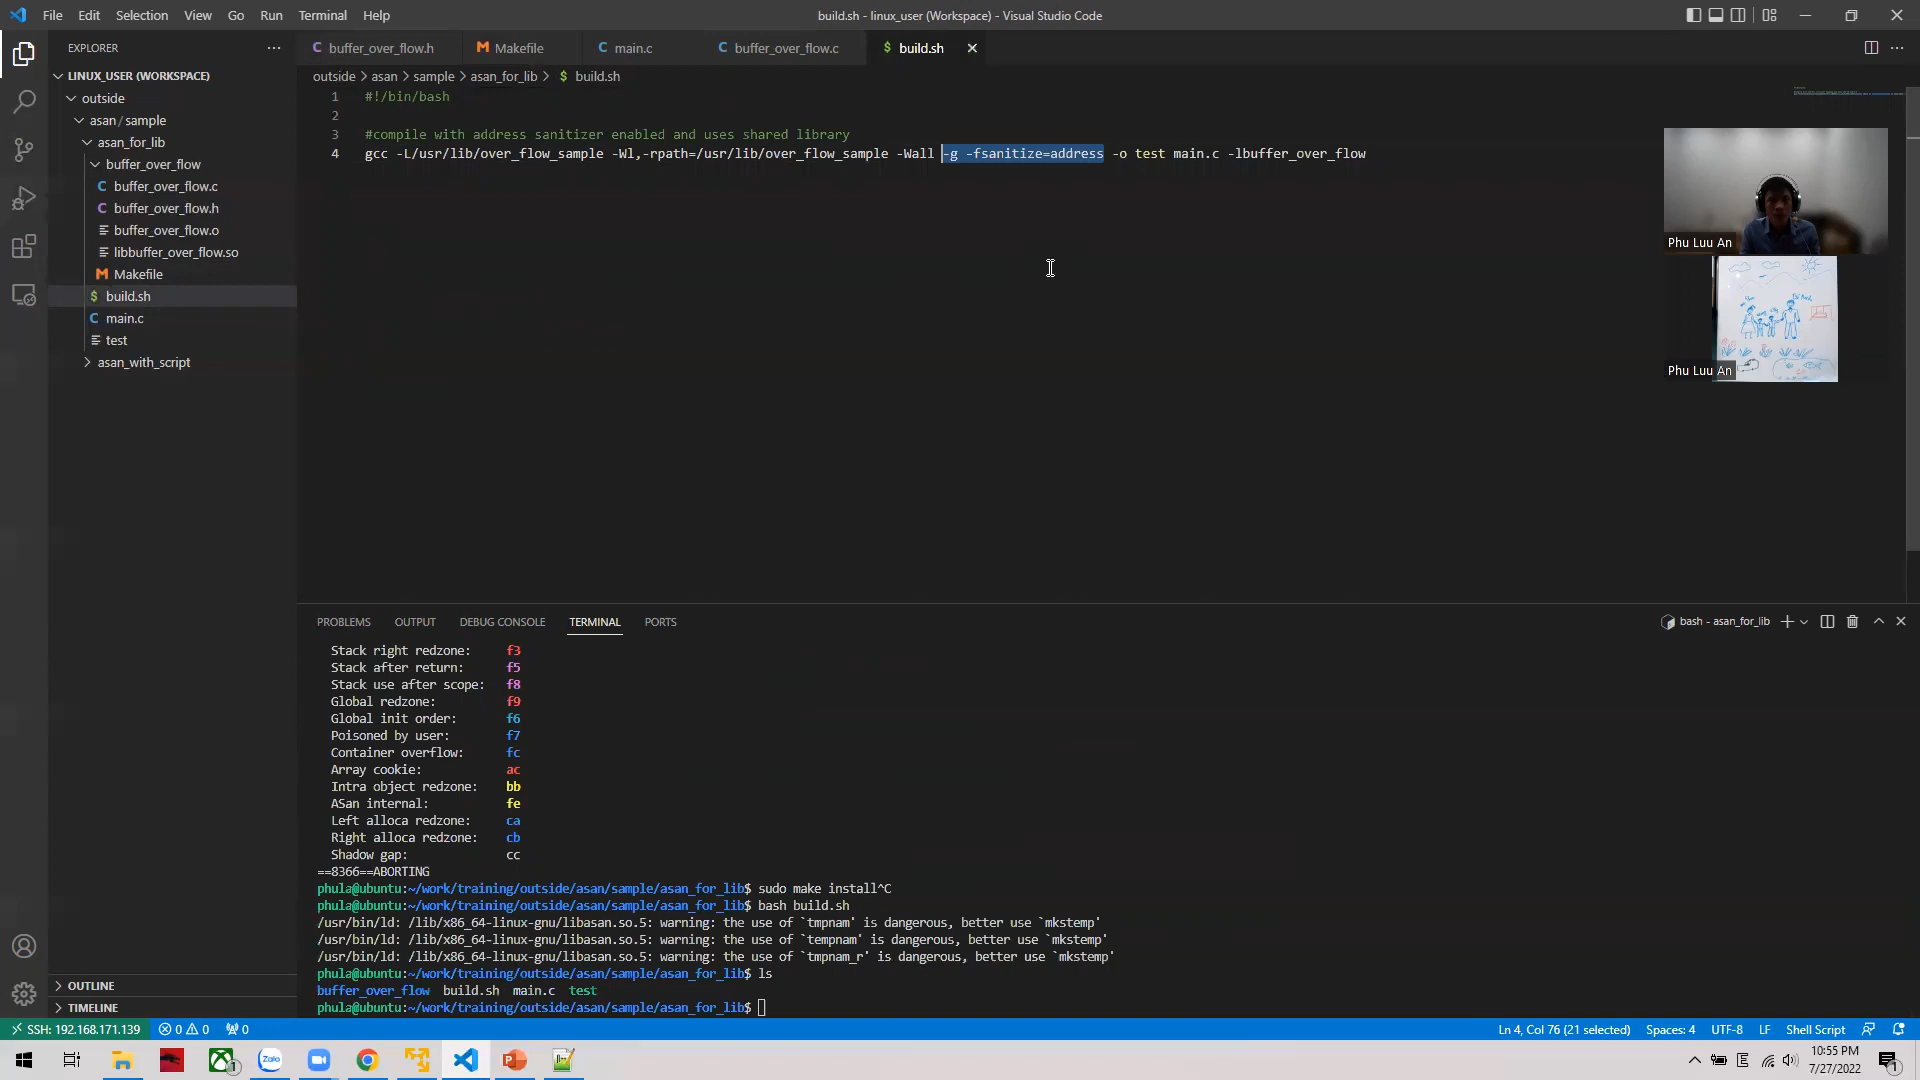 File Edit Selection View Go Run Terminal Help
build.sh - linux_user (Workspace) - Visual Studio Code
EXPLORER
LINUX_USER (WORKSPACE)
outside
asan / sample
asan_for_lib
buffer_over_flow
buffer_over_flow.c
buffer_over_flow.h
buffer_over_flow.o
libbuffer_over_flow.so
Makefile
build.sh
main.c
test
asan_with_script
OUTLINE
TIMELINE
buffer_over_flow.h Makefile main.c buffer_over_flow.c build.sh
outside > asan > sample > asan_for_lib > $ build.sh
1 #!/bin/bash
2
3 #compile with address sanitizer enabled and uses shared library
4 gcc -L/usr/lib/over_flow_sample -Wl,-rpath=/usr/lib/over_flow_sample -Wall -g -fsanitize=address -o test main.c -lbuffer_over_flow
Phu Luu An
Phu Luu An
PROBLEMS OUTPUT DEBUG CONSOLE TERMINAL PORTS
bash - asan_for_lib
Stack right redzone: f3
Stack after return: f5
Stack use after scope: f8
Global redzone: f9
Global init order: f6
Poisoned by user: f7
Container overflow: fc
Array cookie: ac
Intra object redzone: bb
ASan internal: fe
Left alloca redzone: ca
Right alloca redzone: cb
Shadow gap: cc
==8366==ABORTING
phula@ubuntu:~/work/training/outside/asan/sample/asan_for_lib$ sudo make install^C
phula@ubuntu:~/work/training/outside/asan/sample/asan_for_lib$ bash build.sh
/usr/bin/ld: /lib/x86_64-linux-gnu/libasan.so.5: warning: the use of `tmpnam' is dangerous, better use `mkstemp'
/usr/bin/ld: /lib/x86_64-linux-gnu/libasan.so.5: warning: the use of `tempnam' is dangerous, better use `mkstemp'
/usr/bin/ld: /lib/x86_64-linux-gnu/libasan.so.5: warning: the use of `tmpnam_r' is dangerous, better use `mkstemp'
phula@ubuntu:~/work/training/outside/asan/sample/asan_for_lib$ ls
buffer_over_flow build.sh main.c test
phula@ubuntu:~/work/training/outside/asan/sample/asan_for_lib$
SSH: 192.168.171.139 0 0 0
Ln 4, Col 76 (21 selected) Spaces: 4 UTF-8 LF Shell Script
Zalo
10:55 PM
7/27/2022